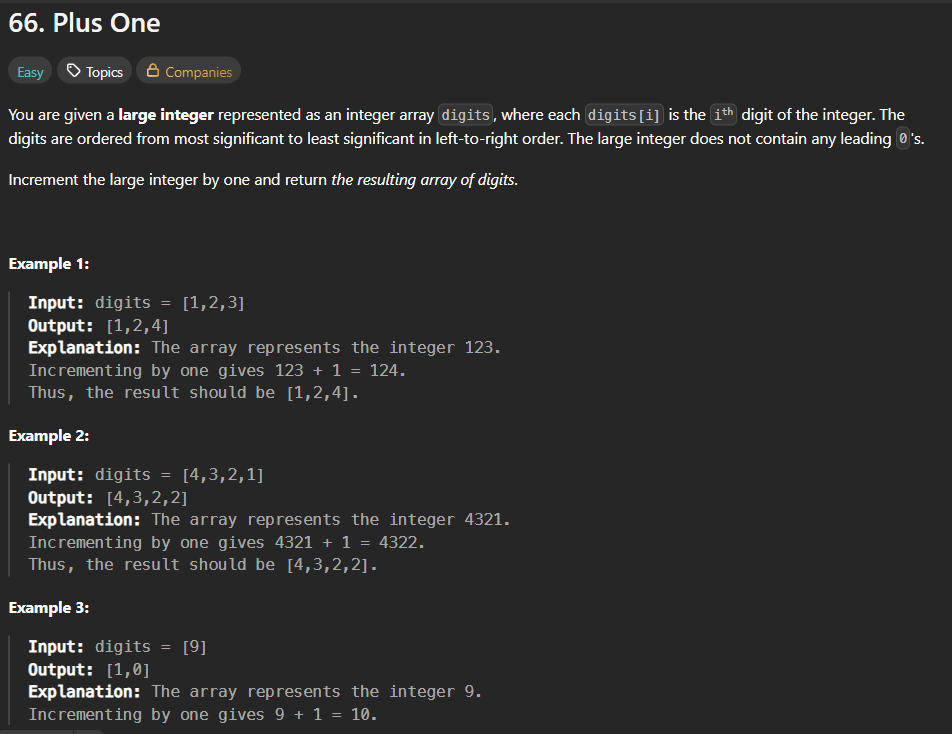 66. Plus One
Easy Topics Companies
You are given a large integer represented as an integer array digits, where each digits[i] is the ith digit of the integer. The
digits are ordered from most significant to least significant in left-to-right order. The large integer does not contain any leading 0's.
Increment the large integer by one and return the resulting array of digits.
Example 1:
Input: digits = [1,2,3]
Output: [1,2,4]
Explanation: The array represents the integer 123.
Incrementing by one gives 123 + 1 = 124.
Thus, the result should be [1,2,4].
Example 2:
Input: digits = [4,3,2,1]
Output: [4,3,2,2]
Explanation: The array represents the integer 4321.
Incrementing by one gives 4321 + 1 = 4322.
Thus, the result should be [4,3,2,2].
Example 3:
Input: digits = [9]
Output: [1,0]
Explanation: The array represents the integer 9.
Incrementing by one gives 9 + 1 = 10.